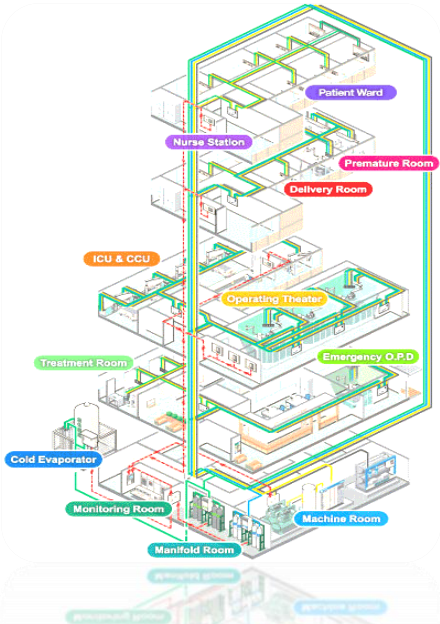 Patient Ward
Nurse Station
Premature Room
Delivery Room
ICU & CCU
Operating Theater
Emergency O.P.D
Treatment Room
Cold Evaporator
Monitoring Room
Machine Room
Manifold Room